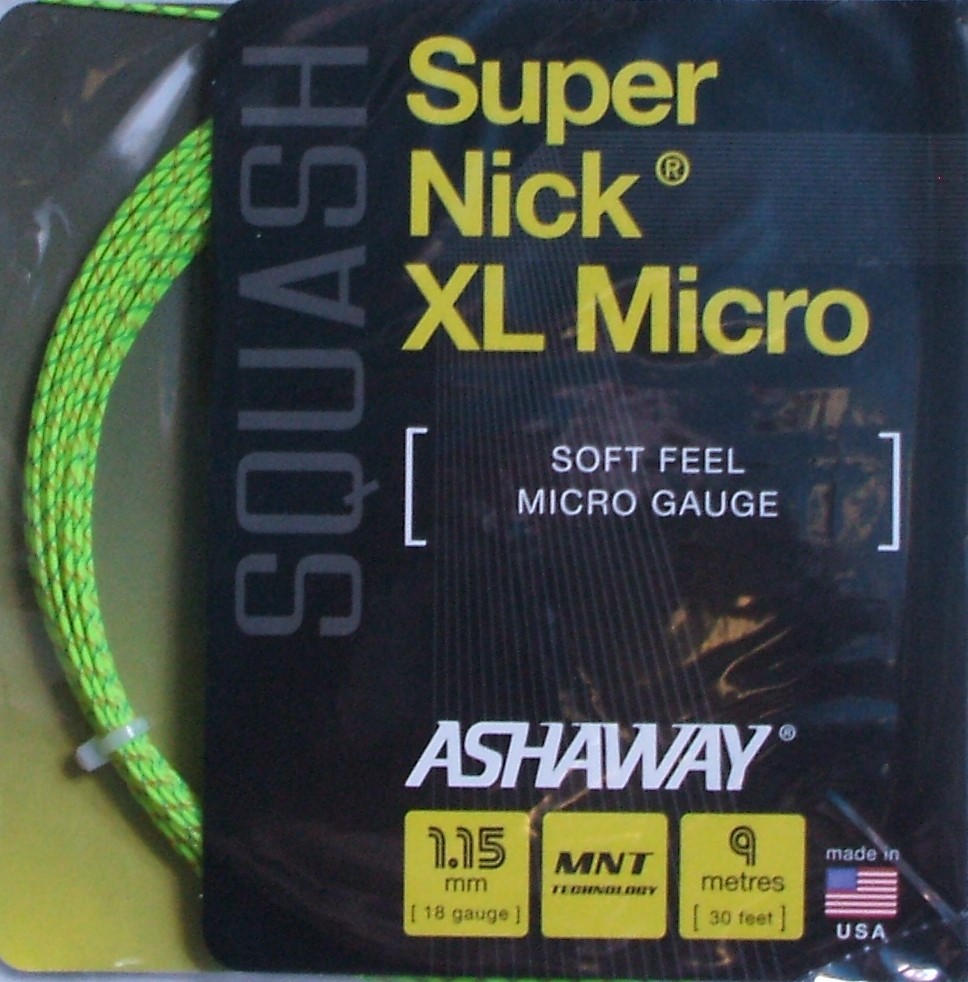 SQUASH
Super
Nick®
XL Micro
[ SOFT FEEL
MICRO GAUGE ]
ASHAWAY®
1.15
mm
[ 18 gauge ]
MNT
TECHNOLOGY
9
metres
[ 30 feet ]
made in
USA